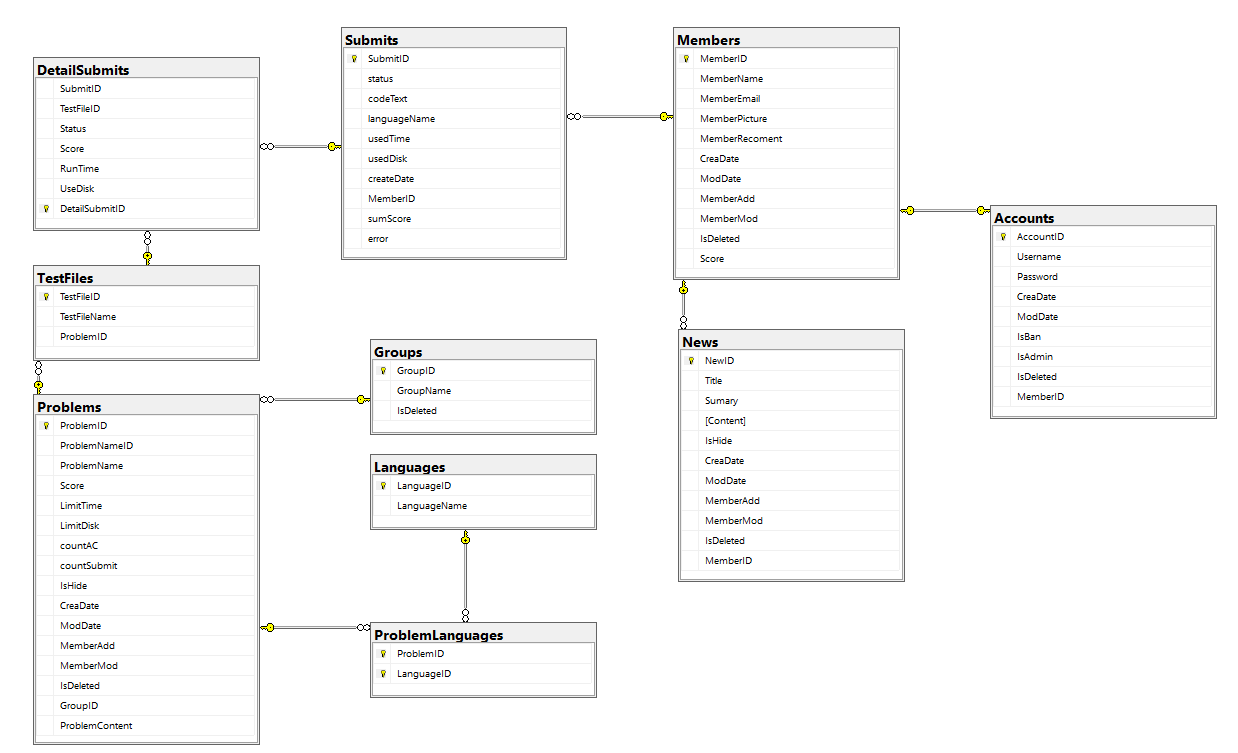 DetailSubmits
SubmitID
TestFileID
Status
Score
RunTime
UseDisk
DetailSubmitID
Submits
SubmitID
status
codeText
languageName
usedTime
usedDisk
createDate
MemberID
sumScore
error
Members
MemberID
MemberName
MemberEmail
MemberPicture
MemberRecoment
CreaDate
ModDate
MemberAdd
MemberMod
IsDeleted
Score
Accounts
AccountID
Username
Password
CreaDate
ModDate
IsBan
IsAdmin
IsDeleted
MemberID
TestFiles
TestFileID
TestFileName
ProblemID
Groups
GroupID
GroupName
IsDeleted
News
NewID
Title
Sumary
[Content]
IsHide
CreaDate
ModDate
MemberAdd
MemberMod
IsDeleted
MemberID
Problems
ProblemID
ProblemNameID
ProblemName
Score
LimitTime
LimitDisk
countAC
countSubmit
IsHide
CreaDate
ModDate
MemberAdd
MemberMod
IsDeleted
GroupID
ProblemContent
Languages
LanguageID
LanguageName
ProblemLanguages
ProblemID
LanguageID